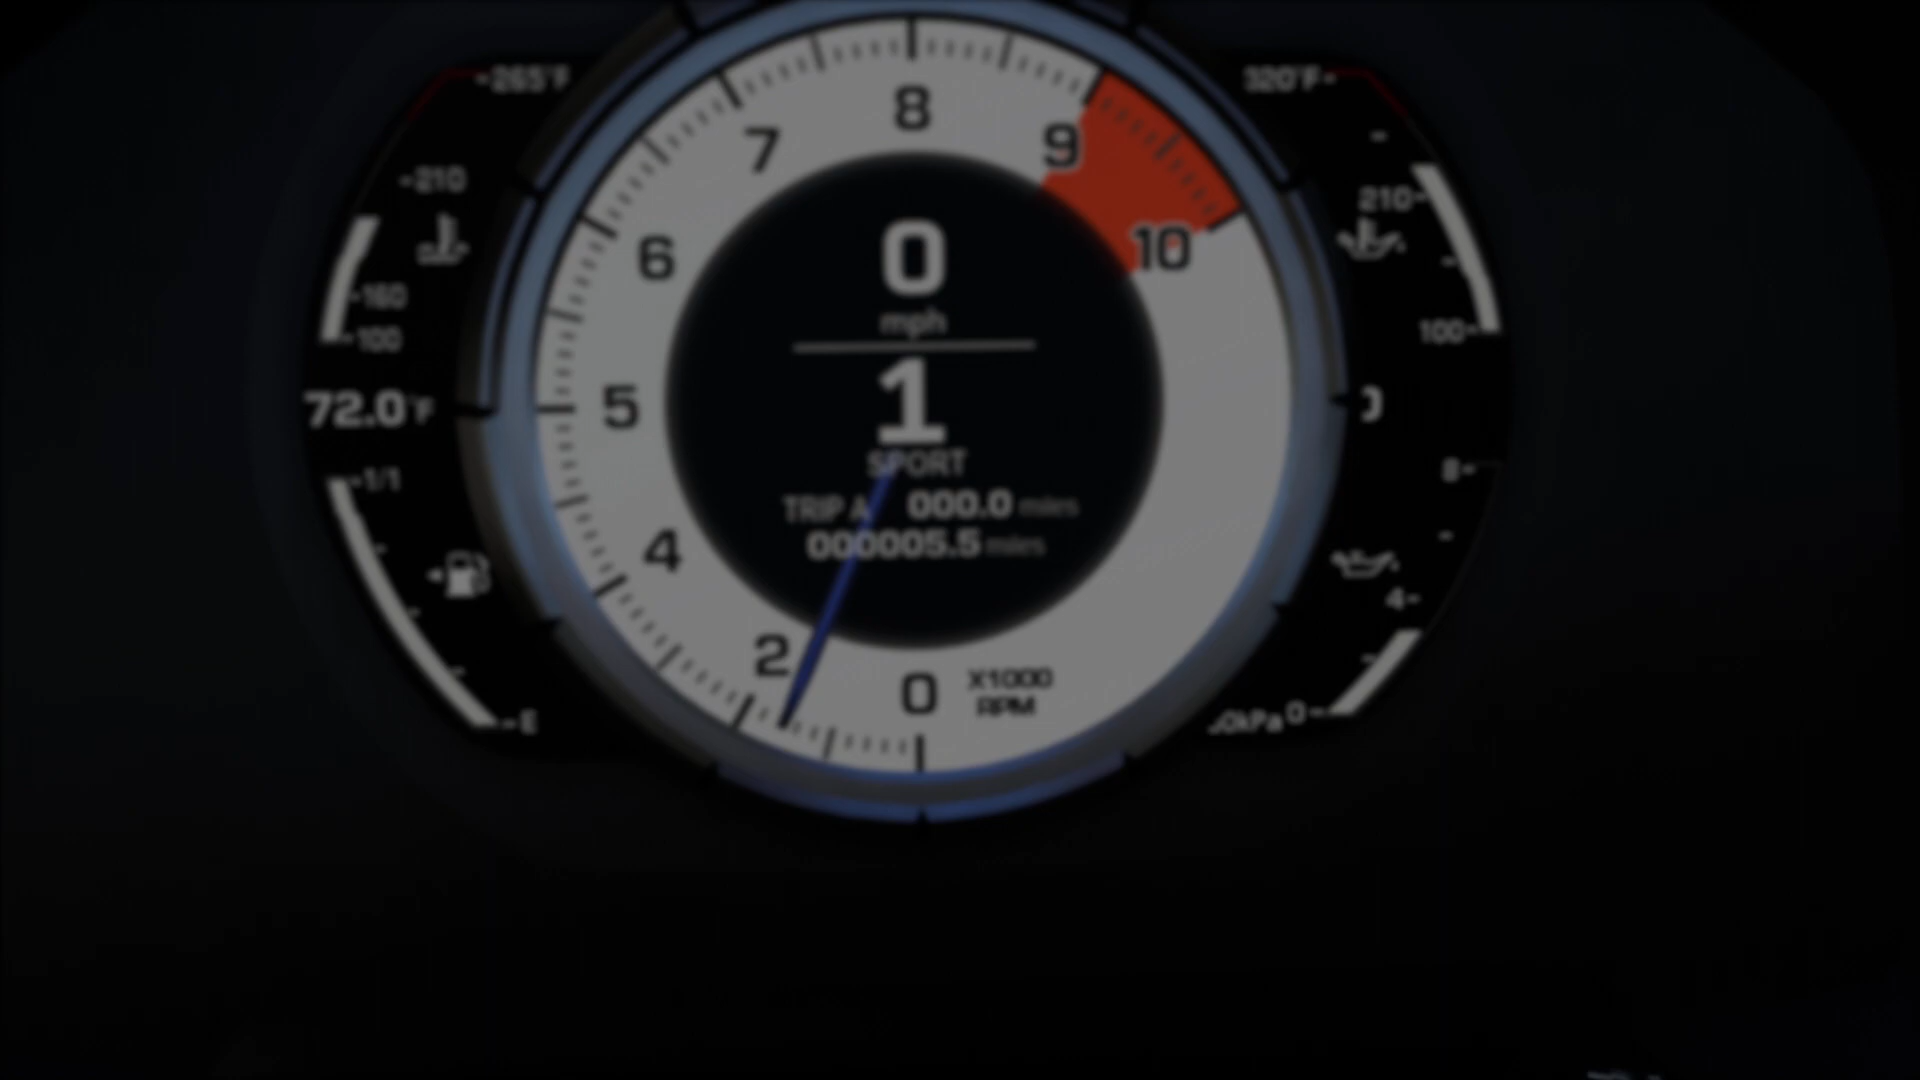 265°F
210
160
100
72.0°F
1/1
E
8
7
9
6
10
5
4
2
0
X1000
RPM
0
mph
1
SPORT
TRIP A 000.0 miles
000005.5 miles
320°F
210
100
8
4
0